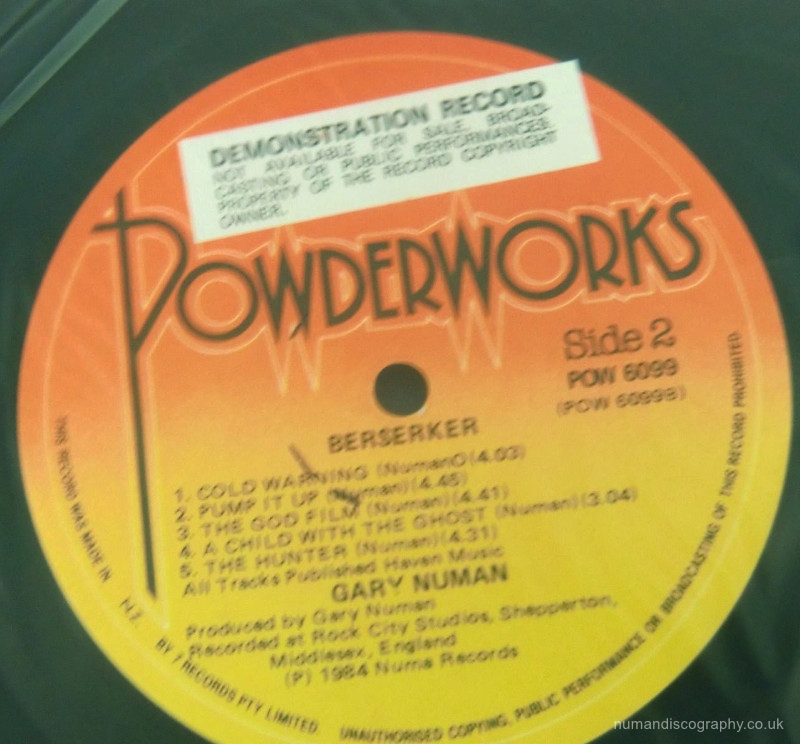 DEMONSTRATION RECORD
NOT AVAILABLE FOR SALE, BROAD-
CASTING OR PUBLIC PERFORMANCES.
PROPERTY OF THE RECORD COPYRIGHT
OWNER.
POWDERWORKS
Side 2
POW 6099
(POW 6099B)
BERSERKER
1. COLD WARNING (NumanO(4.03)
2. PUMP IT UP (Numan)(4.45)
3. THE GOD FILM (Numan)(4.41)
4. A CHILD WITH THE GHOST (Numan)(3.04)
5. THE HUNTER (Numan)(4.31)
All Tracks Published Haven Music
GARY NUMAN
Produced by Gary Numan
Recorded at Rock City Studios, Shepperton,
Middlesex, England
(P) 1984 Numa Records
THIS RECORD WAS MADE IN N.Z. BY 7 RECORDS PTY LIMITED UNAUTHORISED COPYING, PUBLIC PERFORMANCE OR BROADCASTING OF THIS RECORD PROHIBITED
numandiscography.co.uk